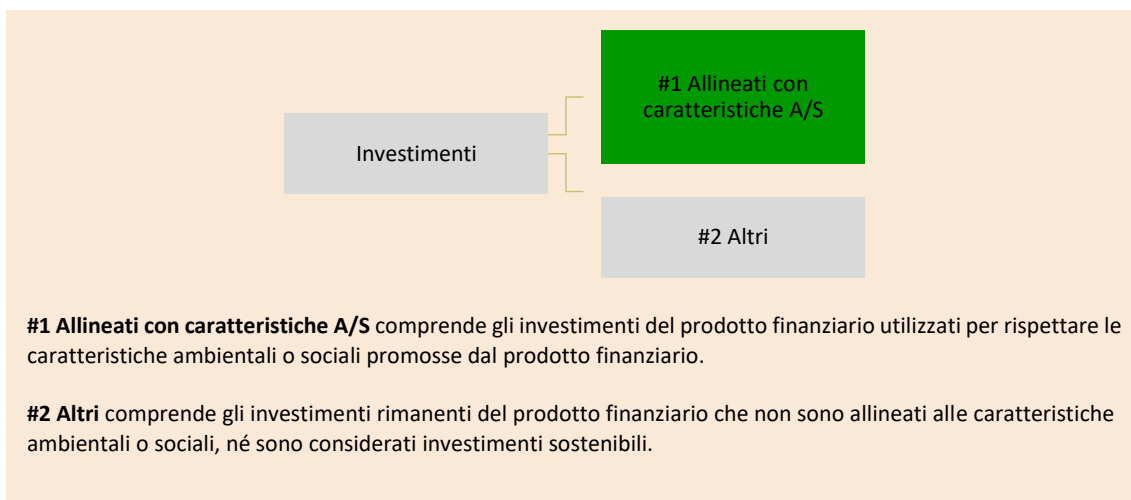 #1 Allineati con
caratteristiche A/S
Investimenti
#2 Altri
#1 Allineati con caratteristiche A/S comprende gli investimenti del prodotto finanziario utilizzati per rispettare le
caratteristiche ambientali o sociali promosse dal prodotto finanziario.
#2 Altri comprende gli investimenti rimanenti del prodotto finanziario che non sono allineati alle caratteristiche
ambientali o sociali, né sono considerati investimenti sostenibili.